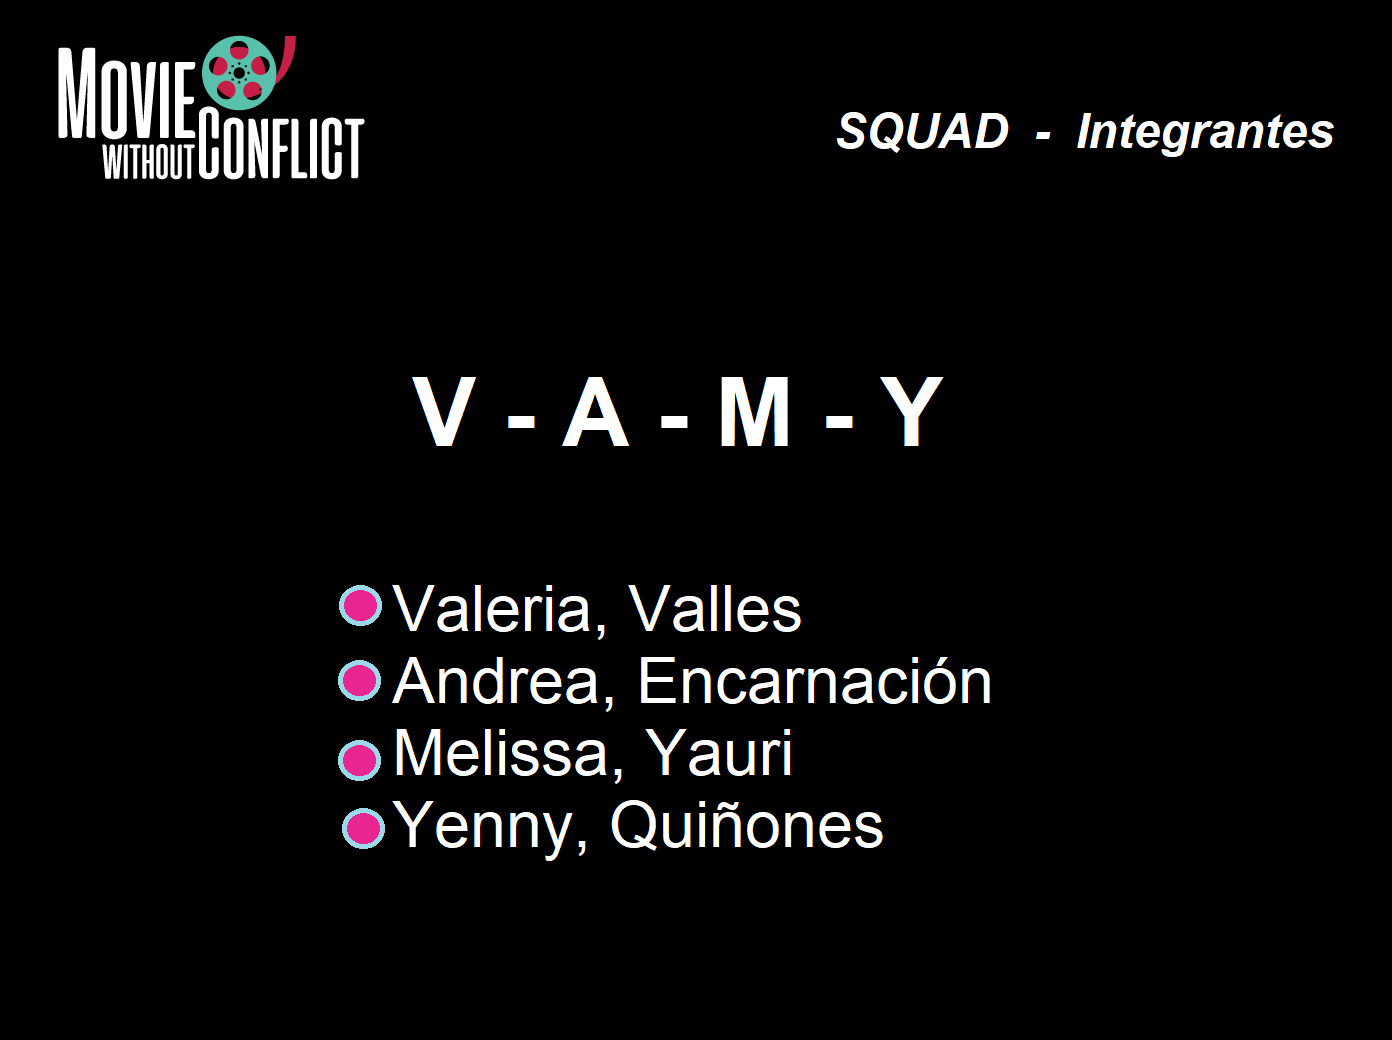 MOVIE
WITHOUT CONFLICT
SQUAD - Integrantes
V - A - M - Y
Valeria, Valles
Andrea, Encarnación
Melissa, Yauri
Yenny, Quiñones